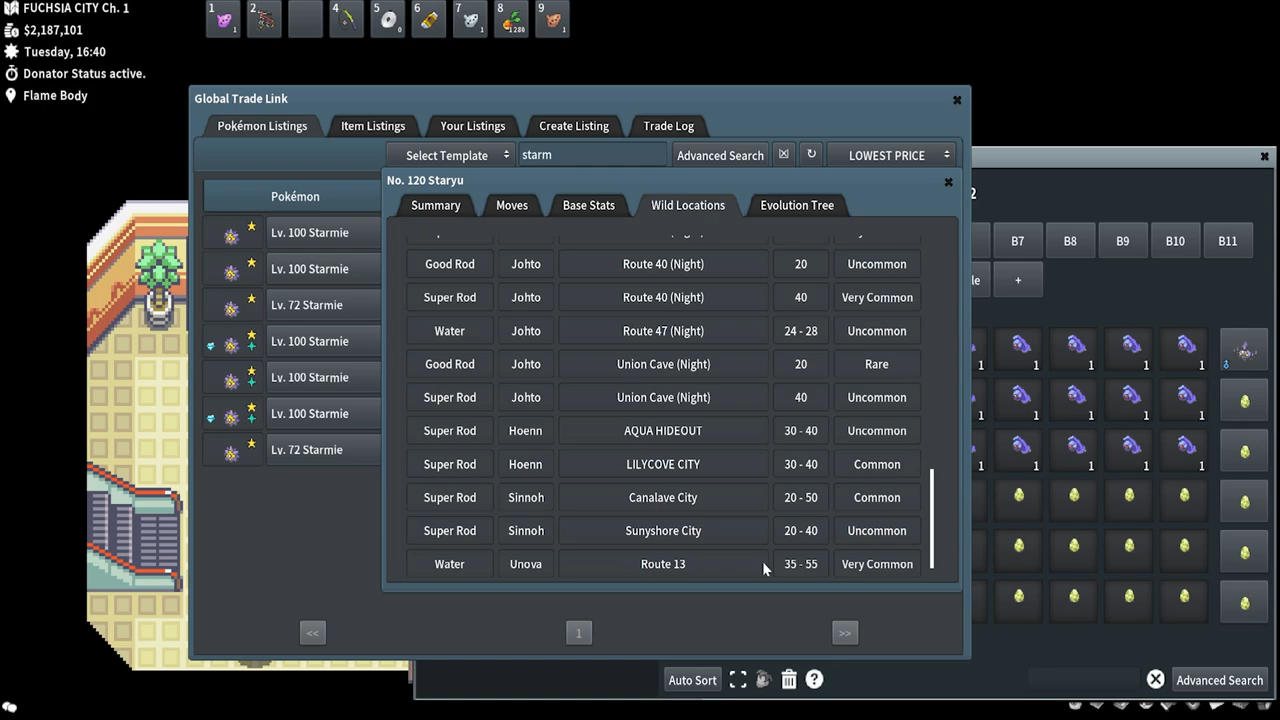 FUCHSIA CITY Ch. 1
$2,187,101
Tuesday, 16:40
Donator Status active.
Flame Body
1 2 4 5 6 7 8 9
1 0 1 1 1280 1
Global Trade Link
Pokémon Listings Item Listings Your Listings Create Listing Trade Log
Select Template starm Advanced Search LOWEST PRICE
Pokémon
Lv. 100 Starmie
Lv. 100 Starmie
Lv. 72 Starmie
Lv. 100 Starmie
Lv. 100 Starmie
Lv. 100 Starmie
Lv. 72 Starmie
No. 120 Staryu
Summary Moves Base Stats Wild Locations Evolution Tree
Good Rod Johto Route 40 (Night) 20 Uncommon
Super Rod Johto Route 40 (Night) 40 Very Common
Water Johto Route 47 (Night) 24 - 28 Uncommon
Good Rod Johto Union Cave (Night) 20 Rare
Super Rod Johto Union Cave (Night) 40 Uncommon
Super Rod Hoenn AQUA HIDEOUT 30 - 40 Uncommon
Super Rod Hoenn LILYCOVE CITY 30 - 40 Common
Super Rod Sinnoh Canalave City 20 - 50 Common
Super Rod Sinnoh Sunyshore City 20 - 40 Uncommon
Water Unova Route 13 35 - 55 Very Common
<< 1 >>
2
B7 B8 B9 B10 B11
le +
1 1 1 1 1
1 1 1 1 1
1 1 1 1 1
Auto Sort ? Advanced Search